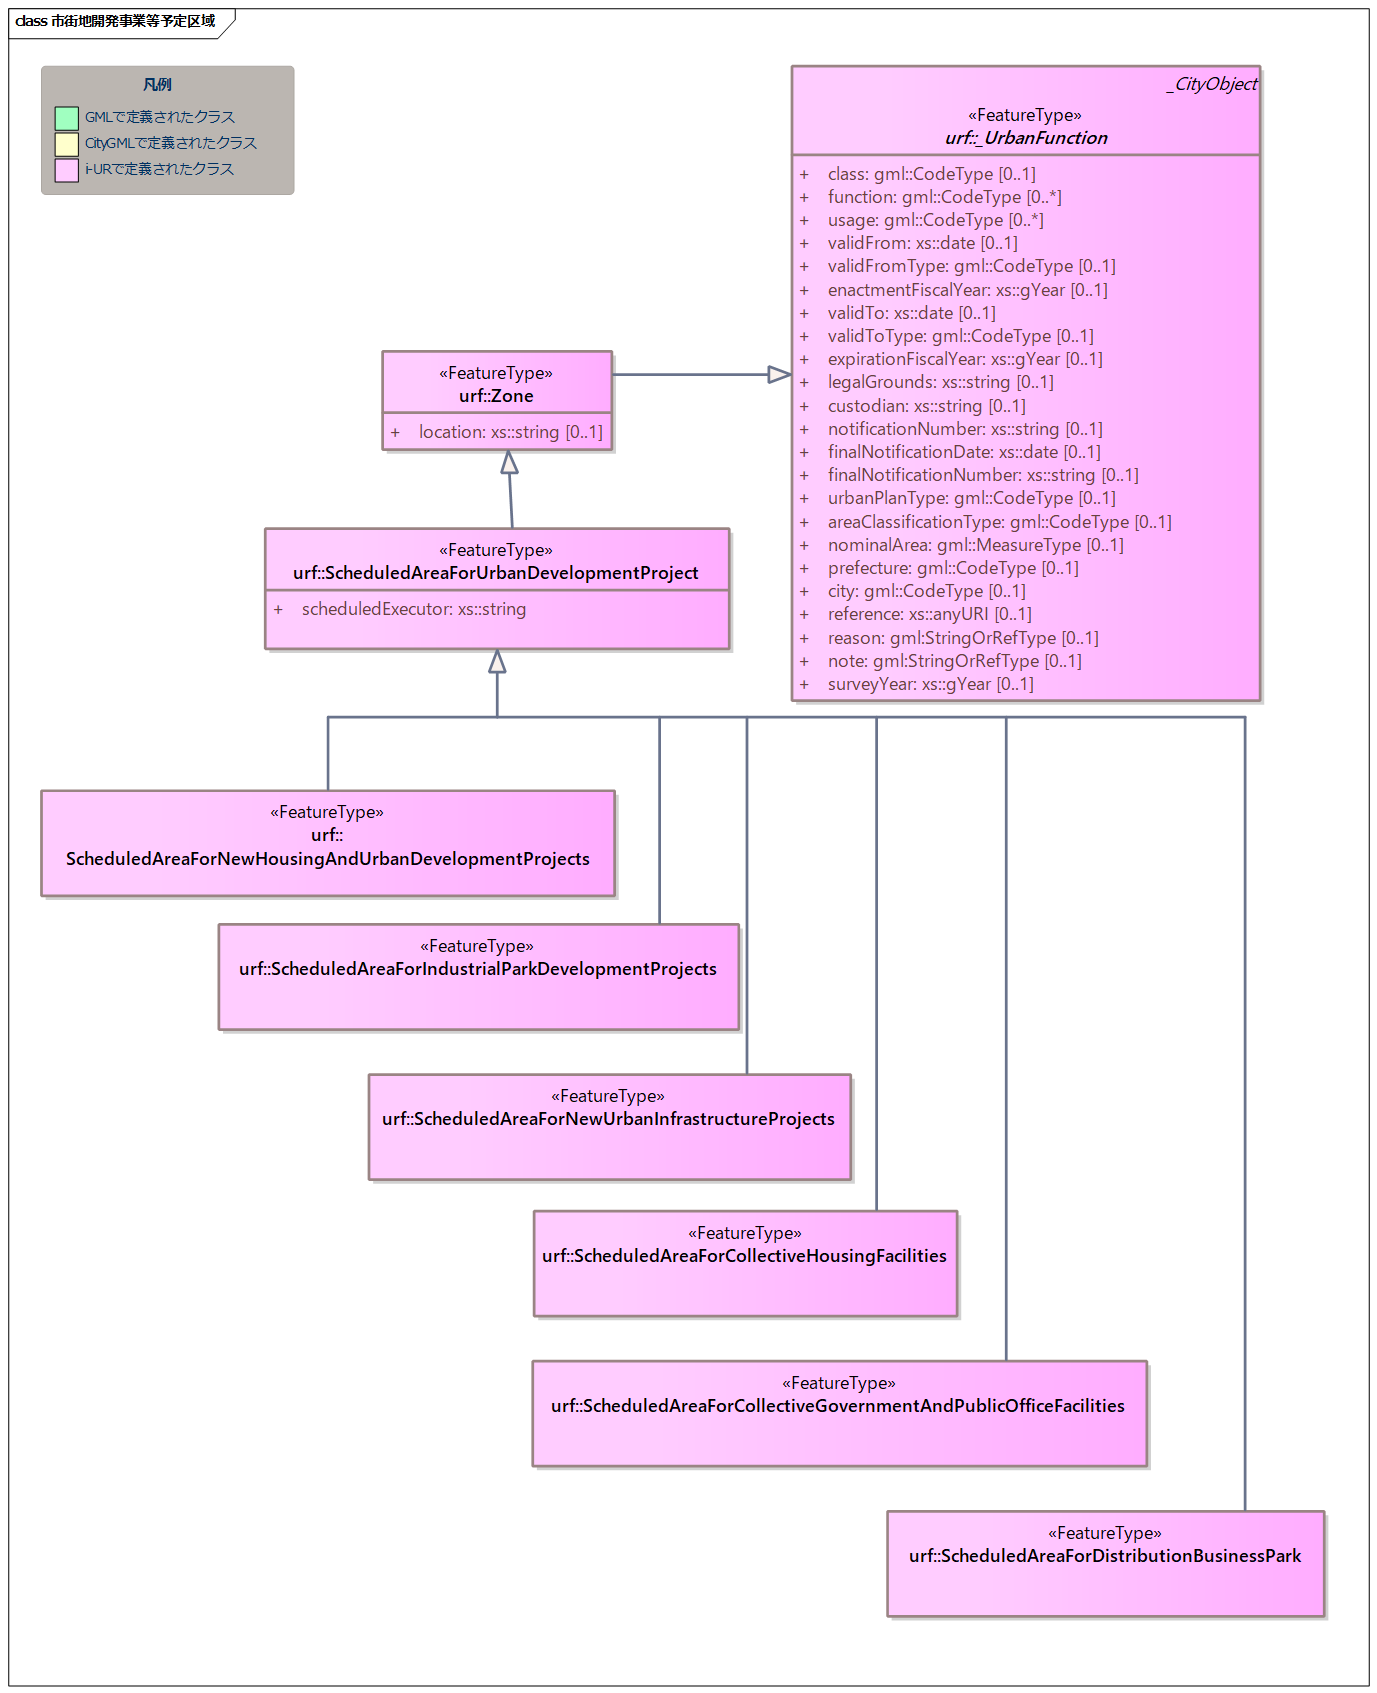 class 市街地開発事業等予定区域
凡例
GMLで定義されたクラス
CityGMLで定義されたクラス
i-URで定義されたクラス
_CityObject
«FeatureType»
urf::_UrbanFunction
+ class: gml::CodeType [0..1]
+ function: gml::CodeType [0..*]
+ usage: gml::CodeType [0..*]
+ validFrom: xs::date [0..1]
+ validFromType: gml::CodeType [0..1]
+ enactmentFiscalYear: xs::gYear [0..1]
+ validTo: xs::date [0..1]
+ validToType: gml::CodeType [0..1]
+ expirationFiscalYear: xs::gYear [0..1]
+ legalGrounds: xs::string [0..1]
+ custodian: xs::string [0..1]
+ notificationNumber: xs::string [0..1]
+ finalNotificationDate: xs::date [0..1]
+ finalNotificationNumber: xs::string [0..1]
+ urbanPlanType: gml::CodeType [0..1]
+ areaClassificationType: gml::CodeType [0..1]
+ nominalArea: gml::MeasureType [0..1]
+ prefecture: gml::CodeType [0..1]
+ city: gml::CodeType [0..1]
+ reference: xs::anyURI [0..1]
+ reason: gml:StringOrRefType [0..1]
+ note: gml:StringOrRefType [0..1]
+ surveyYear: xs::gYear [0..1]
«FeatureType»
urf::Zone
+ location: xs::string [0..1]
«FeatureType»
urf::ScheduledAreaForUrbanDevelopmentProject
+ scheduledExecutor: xs::string
«FeatureType»
urf::
ScheduledAreaForNewHousingAndUrbanDevelopmentProjects
«FeatureType»
urf::ScheduledAreaForIndustrialParkDevelopmentProjects
«FeatureType»
urf::ScheduledAreaForNewUrbanInfrastructureProjects
«FeatureType»
urf::ScheduledAreaForCollectiveHousingFacilities
«FeatureType»
urf::ScheduledAreaForCollectiveGovernmentAndPublicOfficeFacilities
«FeatureType»
urf::ScheduledAreaForDistributionBusinessPark